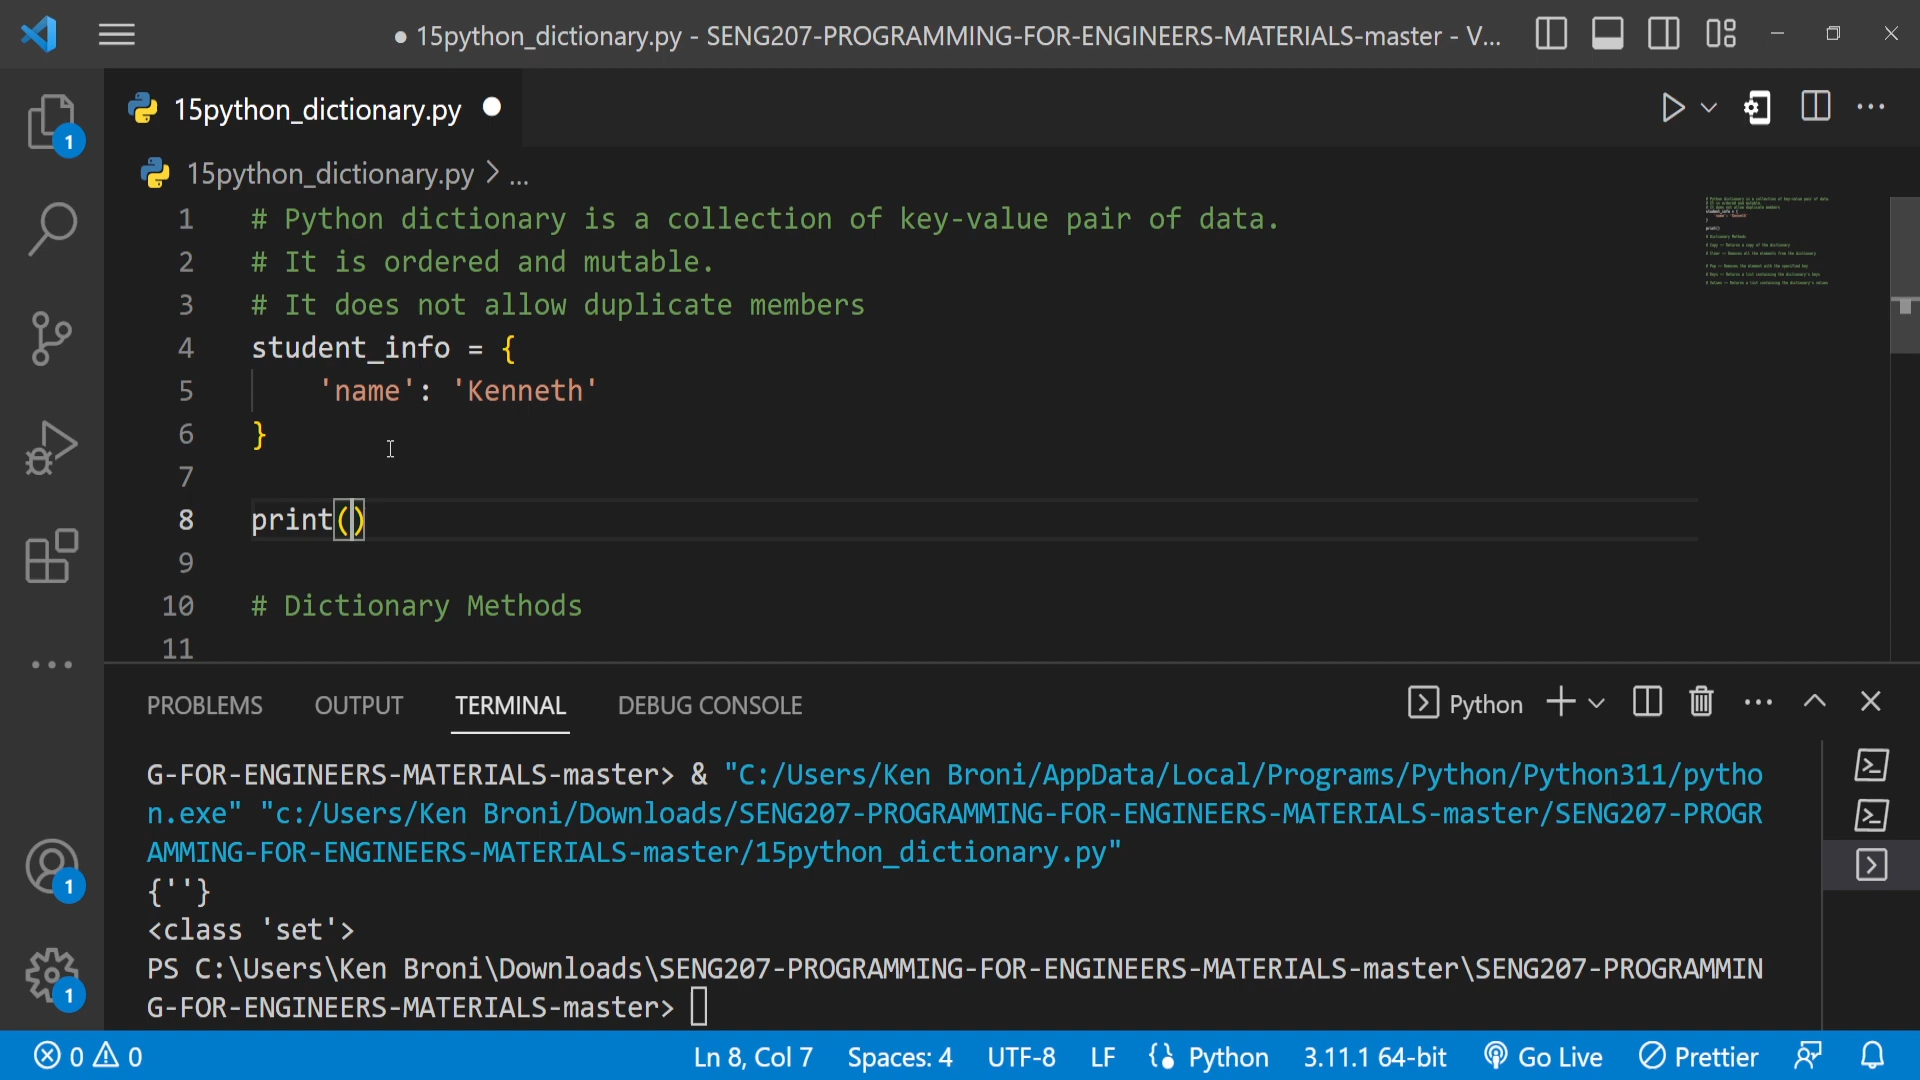 ● 15python_dictionary.py - SENG207-PROGRAMMING-FOR-ENGINEERS-MATERIALS-master - V...
1
15python_dictionary.py ●
15python_dictionary.py > ...
1 # Python dictionary is a collection of key-value pair of data.
2 # It is ordered and mutable.
3 # It does not allow duplicate members
4 student_info = {
5 'name': 'Kenneth'
6 }
7
8 print()
9
10 # Dictionary Methods
11
PROBLEMS OUTPUT TERMINAL DEBUG CONSOLE Python
G-FOR-ENGINEERS-MATERIALS-master> & "C:/Users/Ken Broni/AppData/Local/Programs/Python/Python311/pytho
n.exe" "c:/Users/Ken Broni/Downloads/SENG207-PROGRAMMING-FOR-ENGINEERS-MATERIALS-master/SENG207-PROGR
AMMING-FOR-ENGINEERS-MATERIALS-master/15python_dictionary.py"
{''}
<class 'set'>
PS C:\Users\Ken Broni\Downloads\SENG207-PROGRAMMING-FOR-ENGINEERS-MATERIALS-master\SENG207-PROGRAMMIN
G-FOR-ENGINEERS-MATERIALS-master>
1
1
0 0 Ln 8, Col 7 Spaces: 4 UTF-8 LF {} Python 3.11.1 64-bit Go Live Prettier